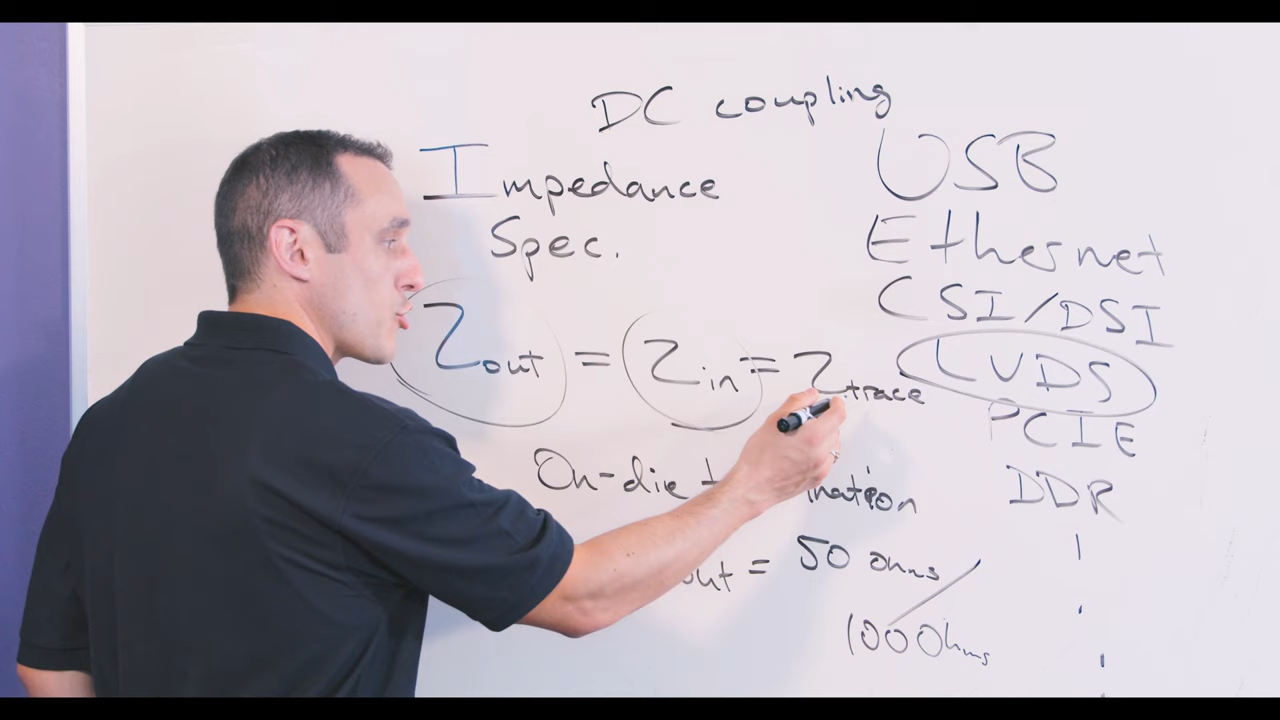 DC coupling
Impedance
Spec.
Zout = Zin = Ztrace
On-die
= 50 ohms/
100 Ohms
USB
Ethernet
CSI/DSI
LVDS
PCIE
DDR